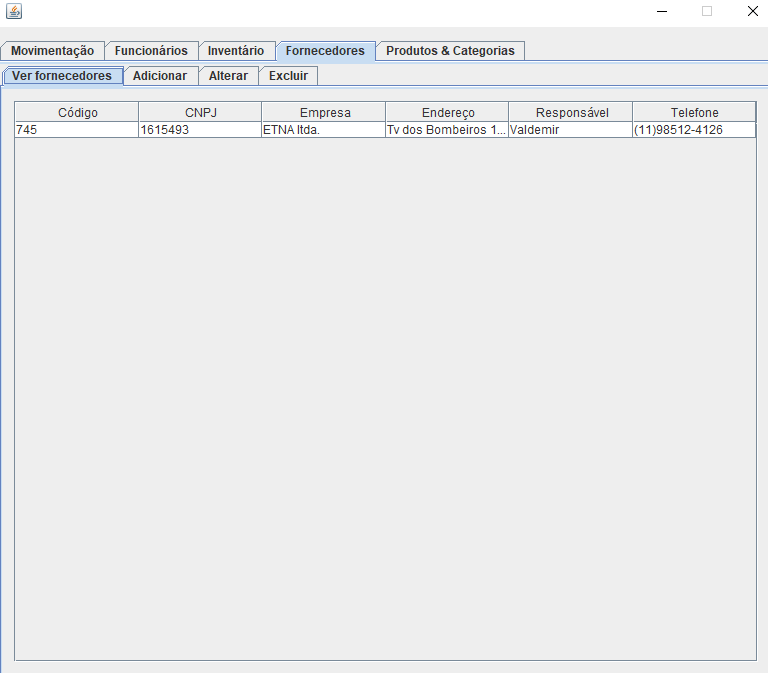 Movimentação Funcionários Inventário Fornecedores Produtos & Categorias
Ver fornecedores Adicionar Alterar Excluir
Código CNPJ Empresa Endereço Responsável Telefone
745 1615493 ETNA ltda. Tv dos Bombeiros 1... Valdemir (11)98512-4126